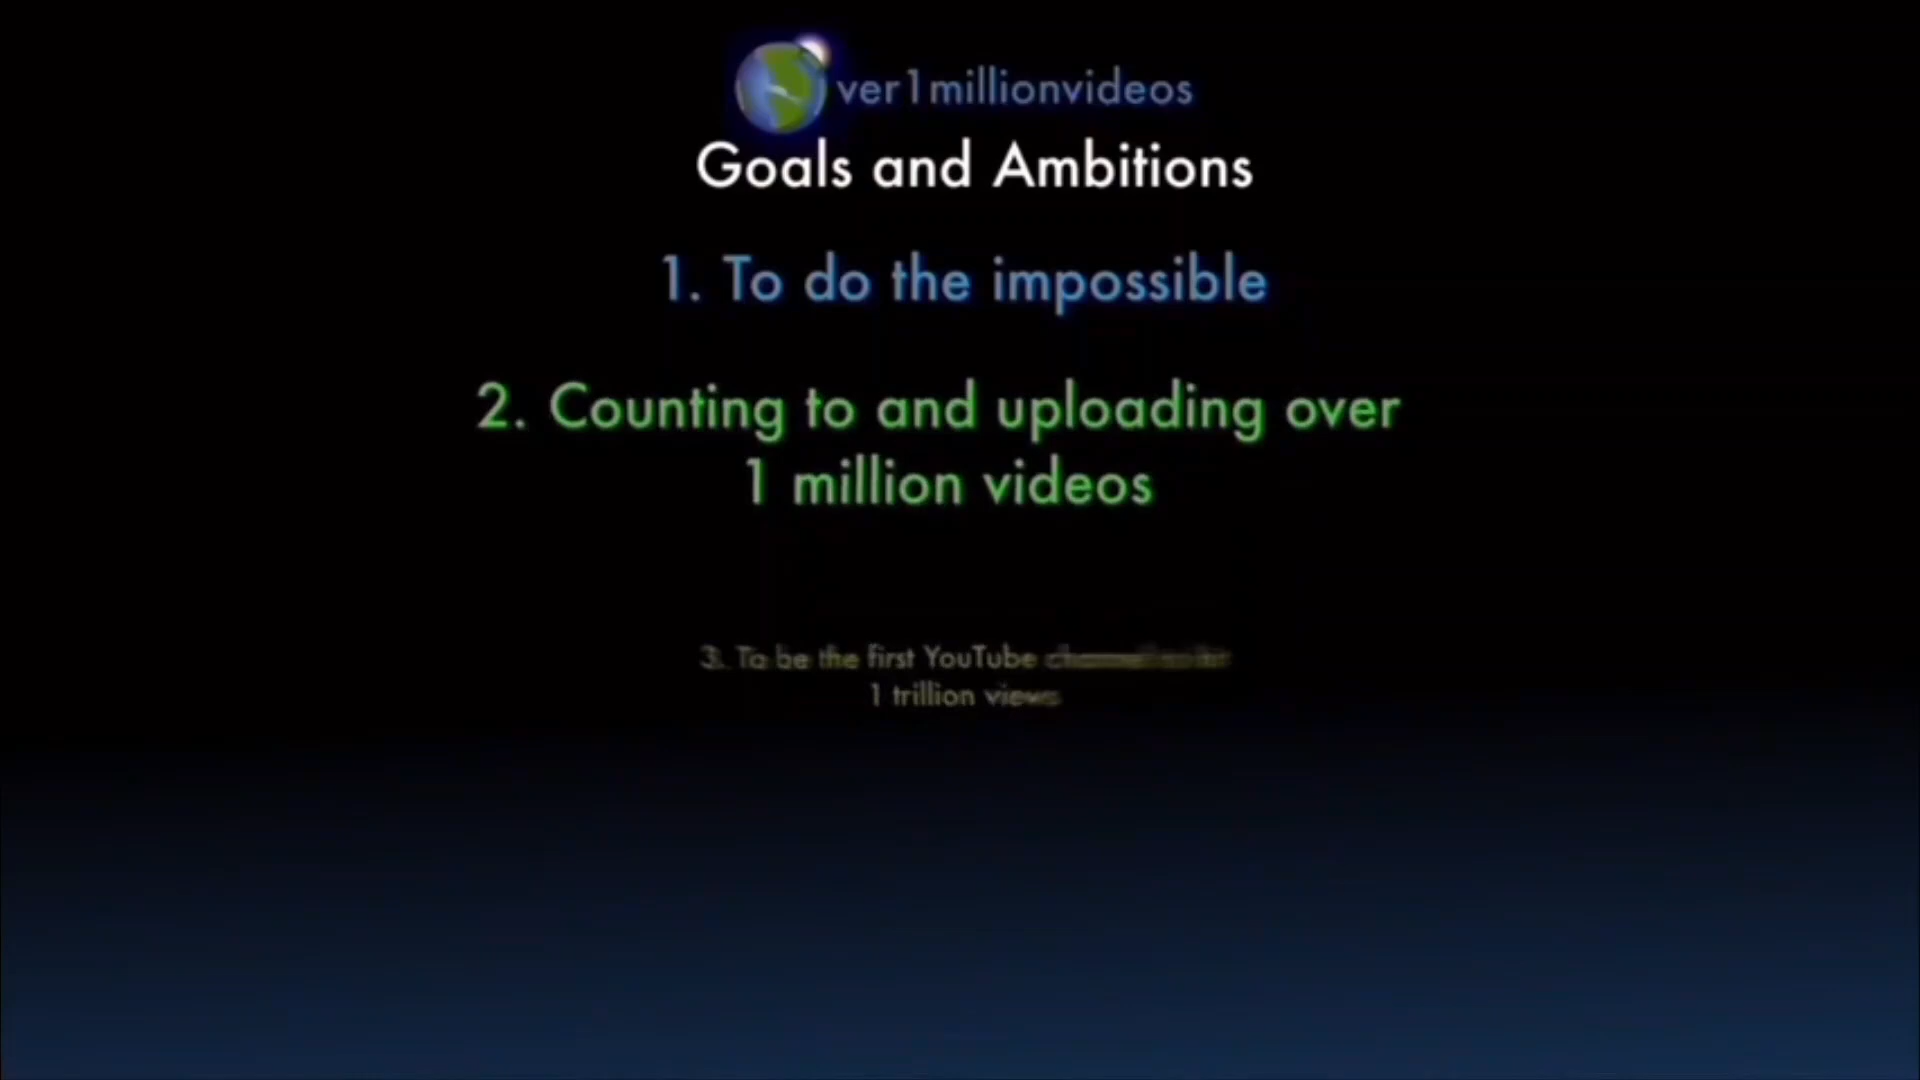 ver1millionvideos
Goals and Ambitions
1. To do the impossible
2. Counting to and uploading over
1 million videos
3. To be the first YouTube
1 trillion views